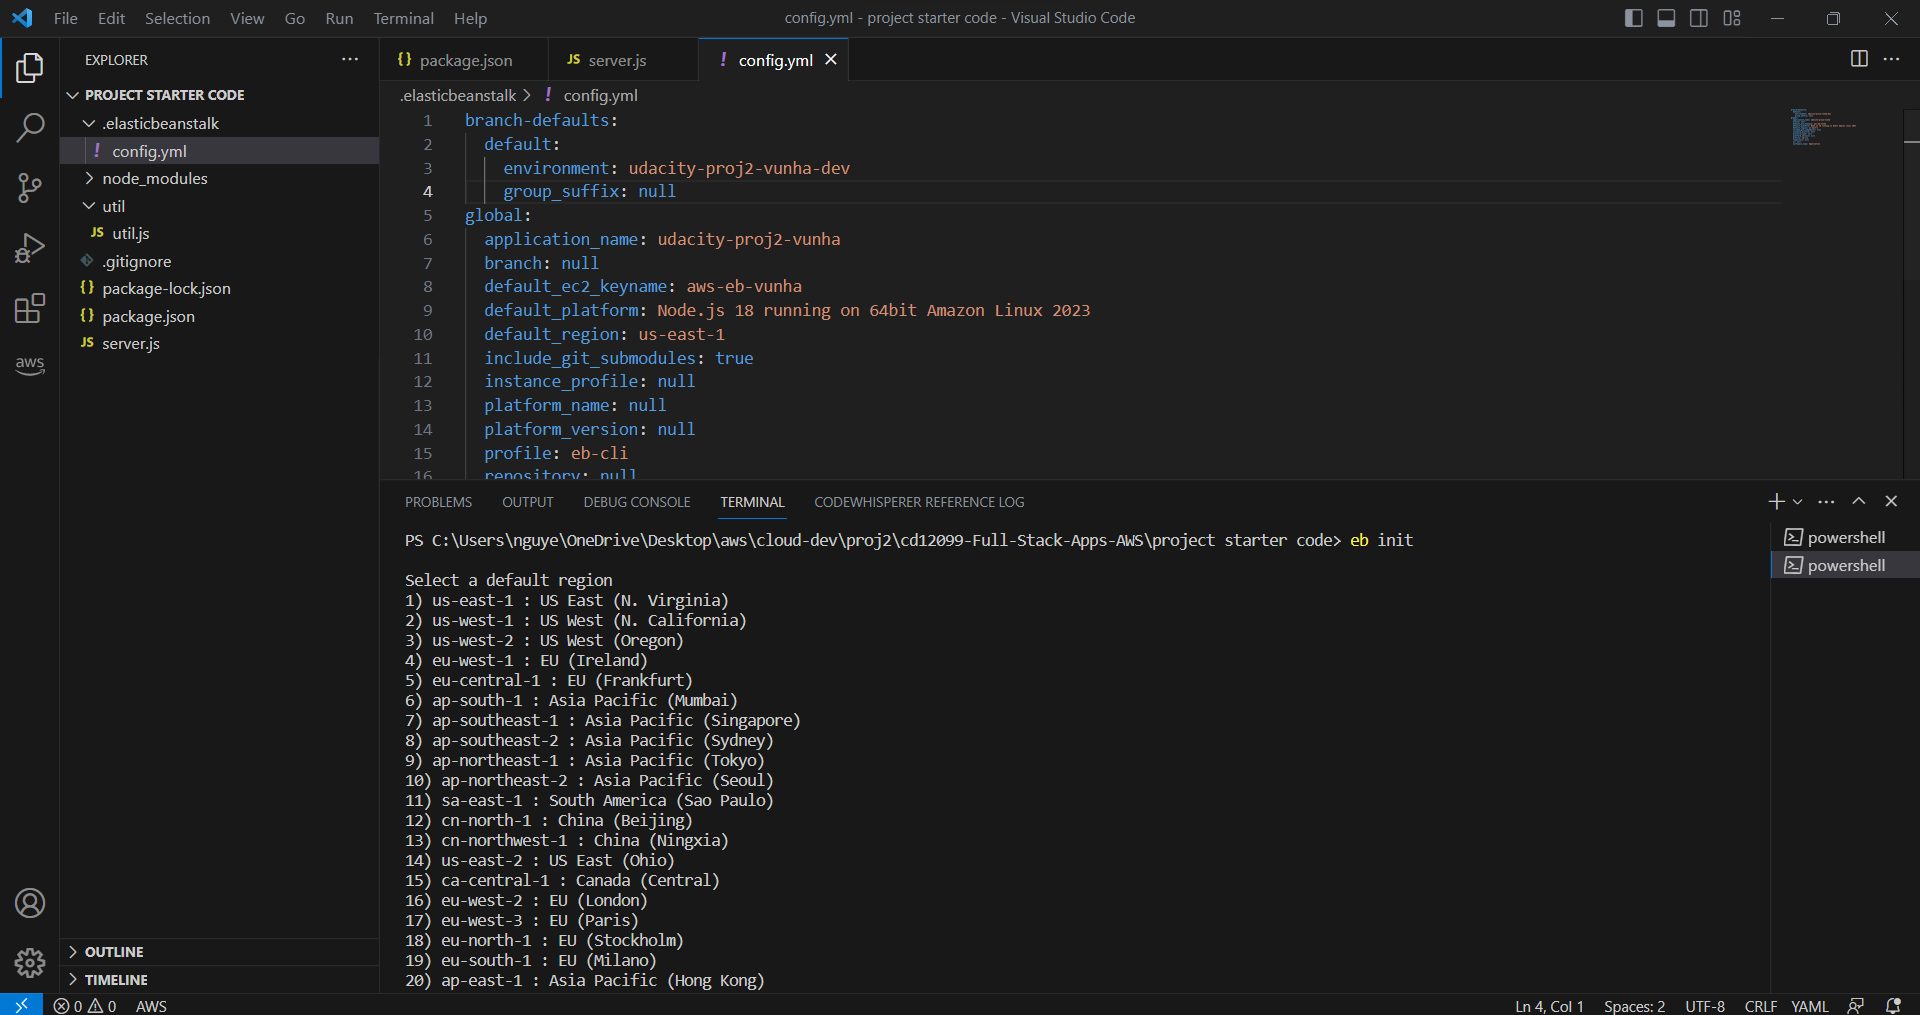 File Edit Selection View Go Run Terminal Help
config.yml - project starter code - Visual Studio Code
EXPLORER
PROJECT STARTER CODE
.elasticbeanstalk
! config.yml
node_modules
util
JS util.js
.gitignore
{} package-lock.json
{} package.json
JS server.js
aws
OUTLINE
TIMELINE
{} package.json
JS server.js
! config.yml
.elasticbeanstalk > ! config.yml
1 branch-defaults:
2 default:
3 environment: udacity-proj2-vunha-dev
4 group_suffix: null
5 global:
6 application_name: udacity-proj2-vunha
7 branch: null
8 default_ec2_keyname: aws-eb-vunha
9 default_platform: Node.js 18 running on 64bit Amazon Linux 2023
10 default_region: us-east-1
11 include_git_submodules: true
12 instance_profile: null
13 platform_name: null
14 platform_version: null
15 profile: eb-cli
16 repository: null
PROBLEMS OUTPUT DEBUG CONSOLE TERMINAL CODEWHISPERER REFERENCE LOG
PS C:\Users\nguye\OneDrive\Desktop\aws\cloud-dev\proj2\cd12099-Full-Stack-Apps-AWS\project starter code> eb init
Select a default region
1) us-east-1 : US East (N. Virginia)
2) us-west-1 : US West (N. California)
3) us-west-2 : US West (Oregon)
4) eu-west-1 : EU (Ireland)
5) eu-central-1 : EU (Frankfurt)
6) ap-south-1 : Asia Pacific (Mumbai)
7) ap-southeast-1 : Asia Pacific (Singapore)
8) ap-southeast-2 : Asia Pacific (Sydney)
9) ap-northeast-1 : Asia Pacific (Tokyo)
10) ap-northeast-2 : Asia Pacific (Seoul)
11) sa-east-1 : South America (Sao Paulo)
12) cn-north-1 : China (Beijing)
13) cn-northwest-1 : China (Ningxia)
14) us-east-2 : US East (Ohio)
15) ca-central-1 : Canada (Central)
16) eu-west-2 : EU (London)
17) eu-west-3 : EU (Paris)
18) eu-north-1 : EU (Stockholm)
19) eu-south-1 : EU (Milano)
20) ap-east-1 : Asia Pacific (Hong Kong)
powershell
powershell
0 0 AWS
Ln 4, Col 1 Spaces: 2 UTF-8 CRLF YAML